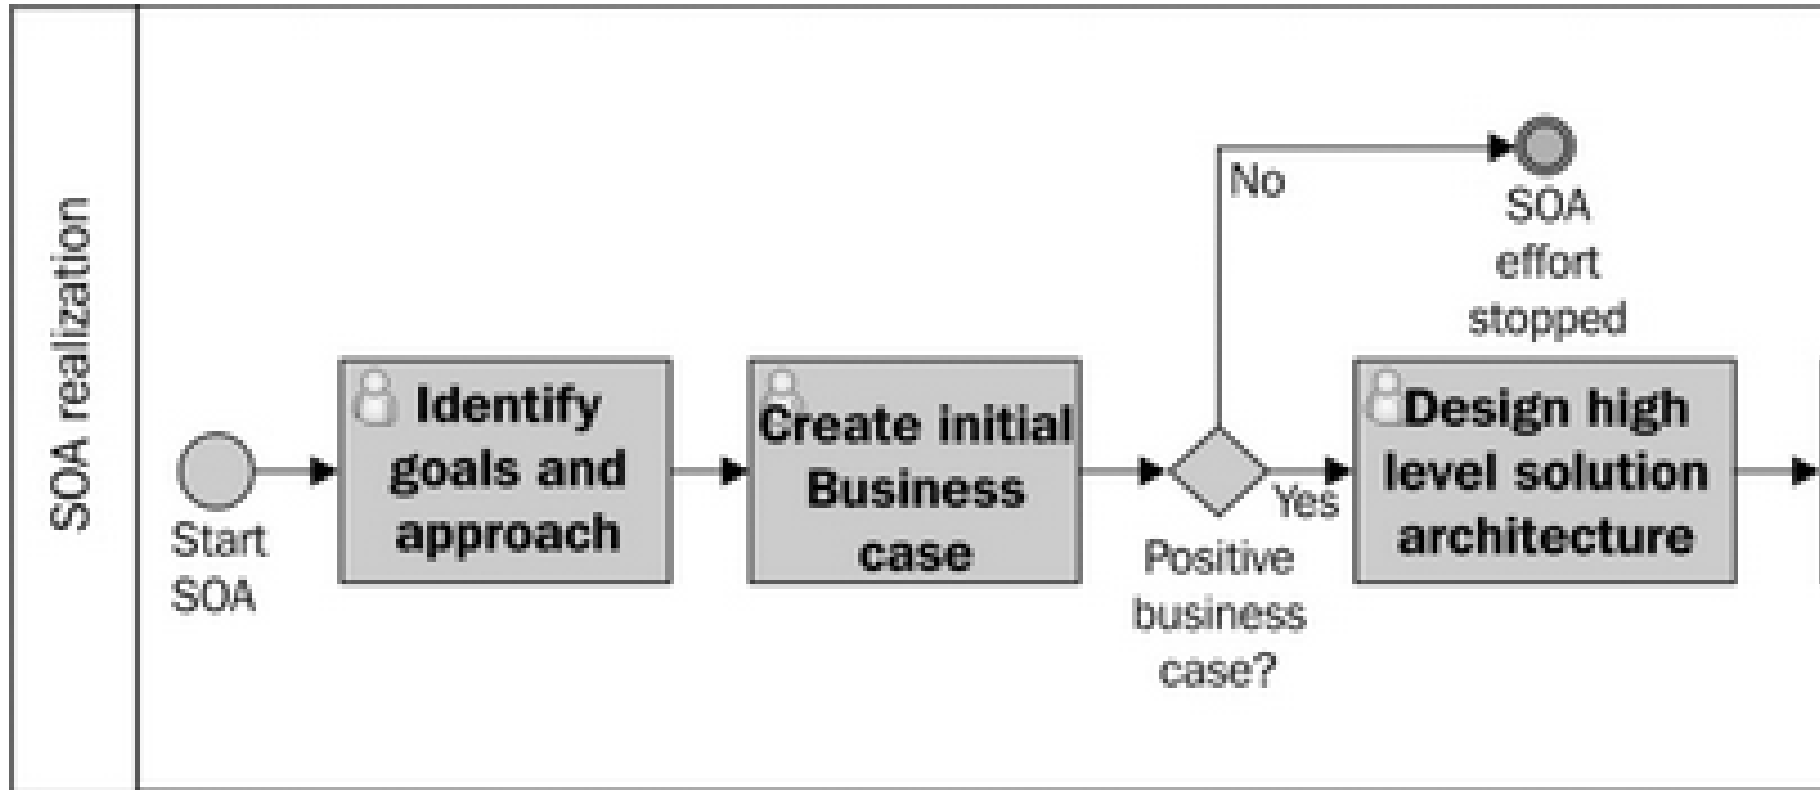 SOA realization
Start
SOA
Identify
goals and
approach
Create initial
Business
case
Positive
business
case?
No
SOA
effort
stopped
Yes
Design high
level solution
architecture